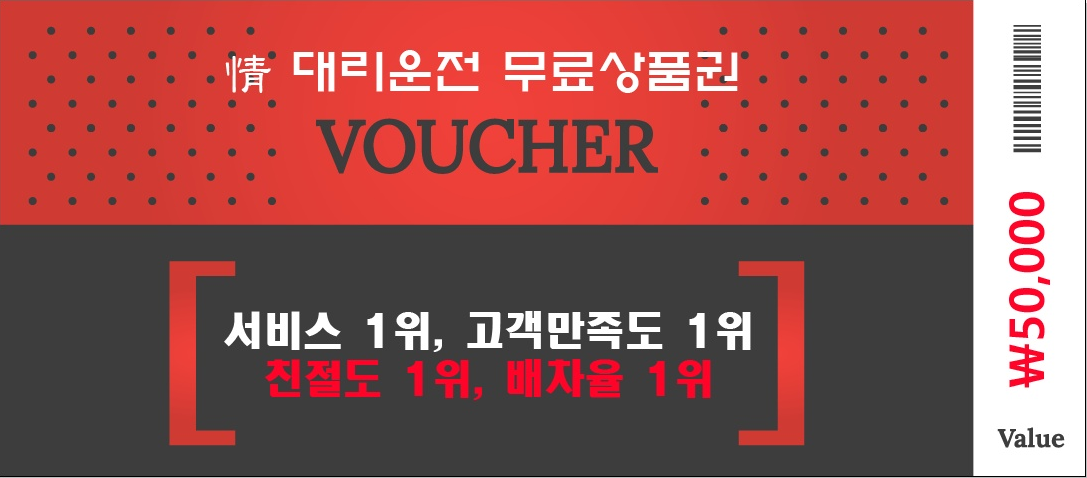 情 대리운전 무료상품권
VOUCHER
서비스 1위, 고객만족도 1위
친절도 1위, 배차율 1위
₩50,000
Value